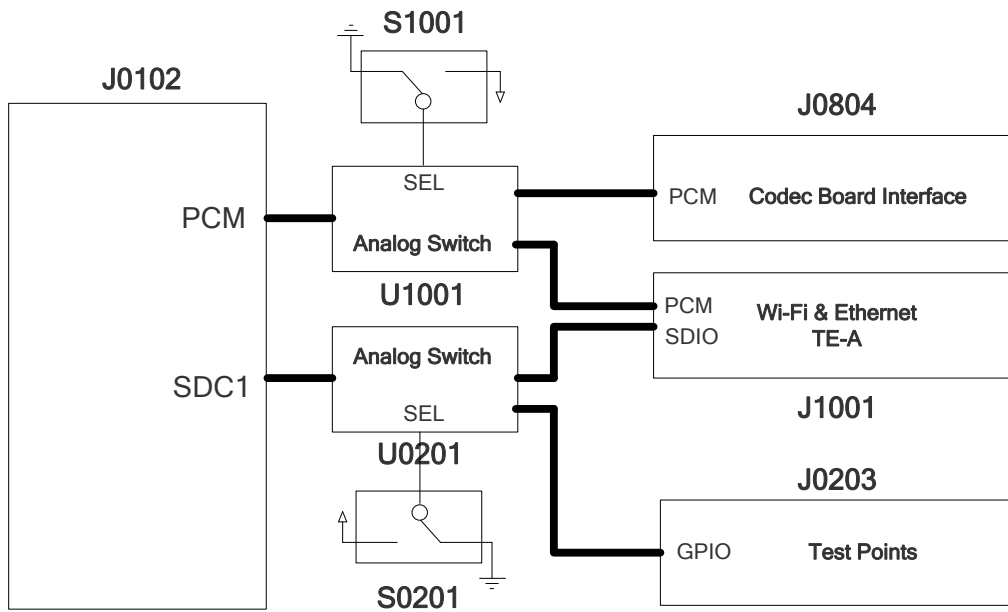 S1001
J0102
J0804
SEL
PCM
Analog Switch
PCM
Codec Board Interface
U1001
PCM
SDIO
Wi-Fi & Ethernet
TE-A
Analog Switch
SDC1
SEL
J1001
U0201
J0203
GPIO
Test Points
S0201